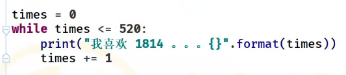 times = 0
while times <= 520:
    print("我喜欢 1814 。。。{}".format(times))
    times += 1